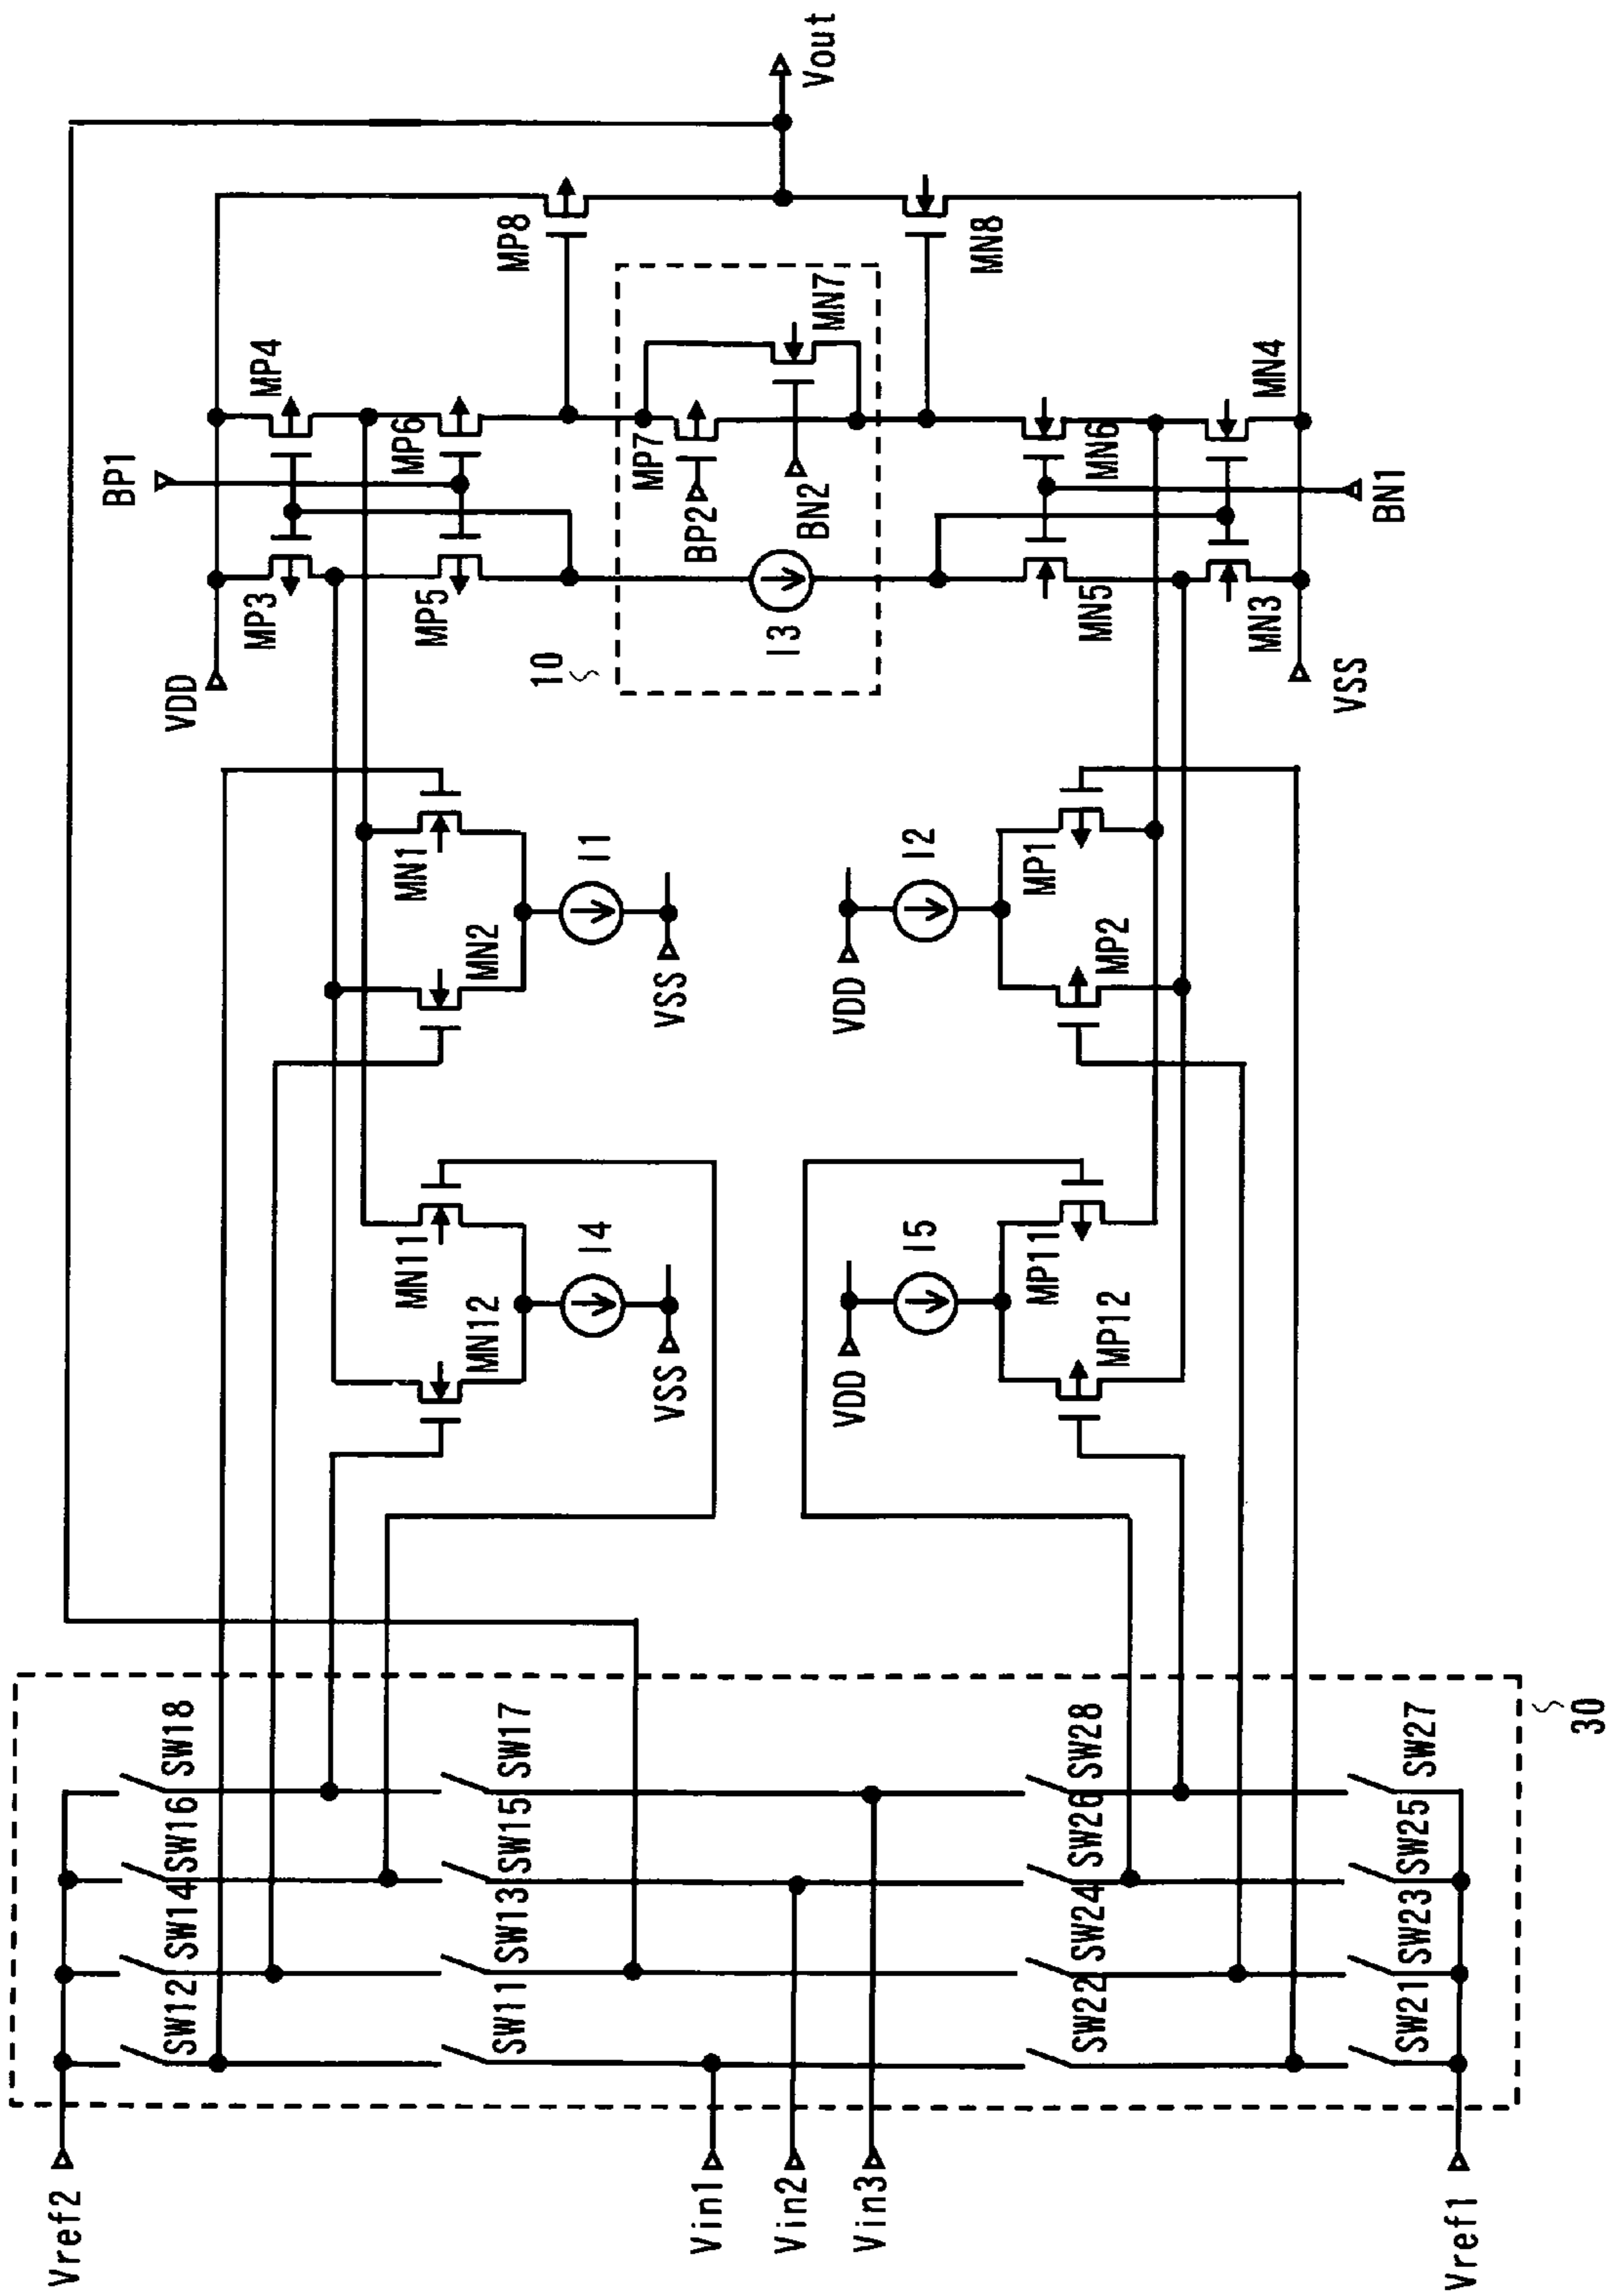 Vout
MP8
MN8
MP4
MN7
MN4
BP1
MP6
MP7
BP2
BN2
MN6
BN1
MP3
MP5
I3
MN5
MN3
10
VDD
VSS
MN1
I1
MP1
I2
MN2
MP2
VSS
VDD
MN11
I4
MP11
I5
MN12
MP12
VSS
VDD
SW18
SW17
SW28
SW27
30
SW16
SW15
SW26
SW25
SW14
SW13
SW24
SW23
SW12
SW11
SW22
SW21
Vref2
Vin1
Vin2
Vin3
Vref1